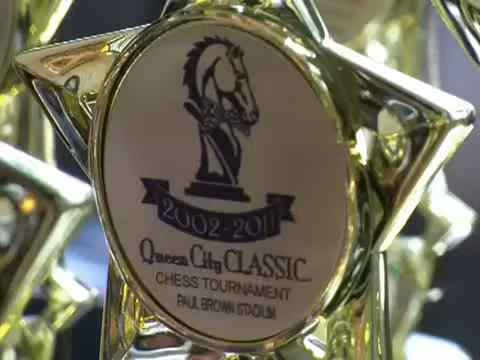 2002-2011
Queen City CLASSIC
CHESS TOURNAMENT
PAUL BROWN STADIUM